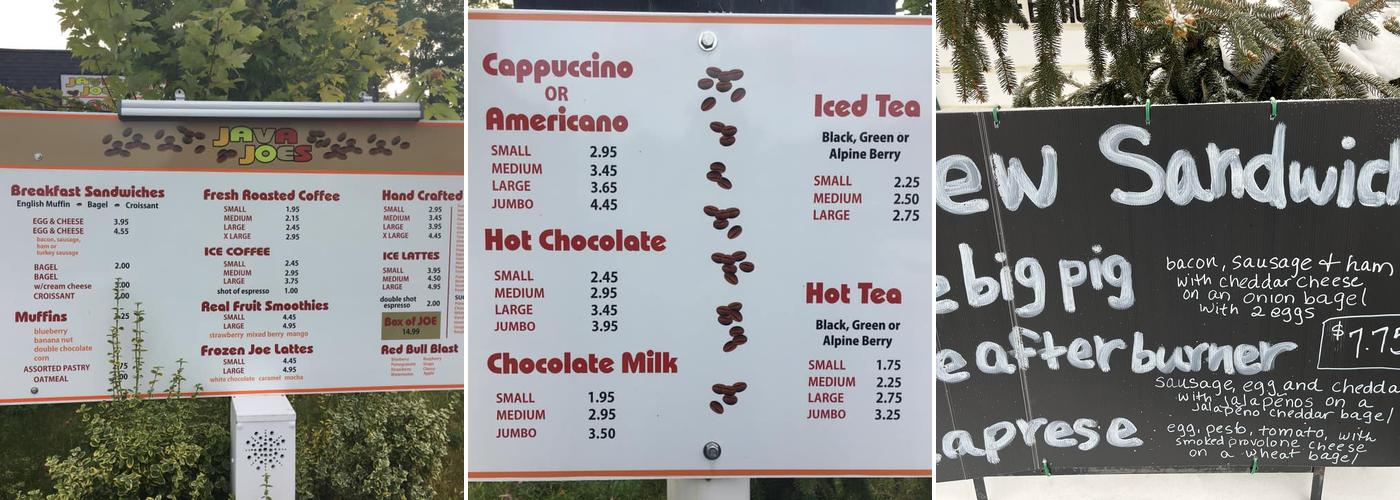 JAVA
JOES
Breakfast Sandwiches
English Muffin Bagel Croissant
EGG & CHEESE 3.95
EGG & CHEESE 4.55
bacon, sausage,
ham or
turkey sausage
BAGEL 2.00
BAGEL
w/cream cheese 3.00
CROISSANT 2.00
Muffins
blueberry
banana nut
double chocolate
corn
ASSORTED PASTRY
OATMEAL
Fresh Roasted Coffee
SMALL 1.95
MEDIUM 2.15
LARGE 2.45
X LARGE 2.95
ICE COFFEE
SMALL 2.45
MEDIUM 2.95
LARGE 3.75
shot of espresso 1.00
Real Fruit Smoothies
SMALL 4.45
LARGE 4.95
strawberry mixed berry mango
Frozen Joe Lattes
SMALL 4.45
LARGE 4.95
white chocolate caramel mocha
Hand Crafted
SMALL 2.95
MEDIUM 3.45
LARGE 3.95
X LARGE 4.45
ICE LATTES
SMALL 3.95
MEDIUM 4.50
LARGE 4.95
double shot
espresso 2.00
Box of JOE
14.99
Red Bull Blast
Cappuccino
OR
Americano
SMALL 2.95
MEDIUM 3.45
LARGE 3.65
JUMBO 4.45
Hot Chocolate
SMALL 2.45
MEDIUM 2.95
LARGE 3.45
JUMBO 3.95
Chocolate Milk
SMALL 1.95
MEDIUM 2.95
JUMBO 3.50
Iced Tea
Black, Green or
Alpine Berry
SMALL 2.25
MEDIUM 2.50
LARGE 2.75
Hot Tea
Black, Green or
Alpine Berry
SMALL 1.75
MEDIUM 2.25
LARGE 2.75
JUMBO 3.25
ew Sandwic
e big pig
bacon, sausage + ham
with cheddar cheese
on an onion bagel
with 2 eggs
$7.75
e afterburner
sausage, egg and chedda
with jalapenos on a
jalapeno cheddar bagel
aprese
egg, pesto, tomato, with
smoked provolone cheese
on a wheat bagel